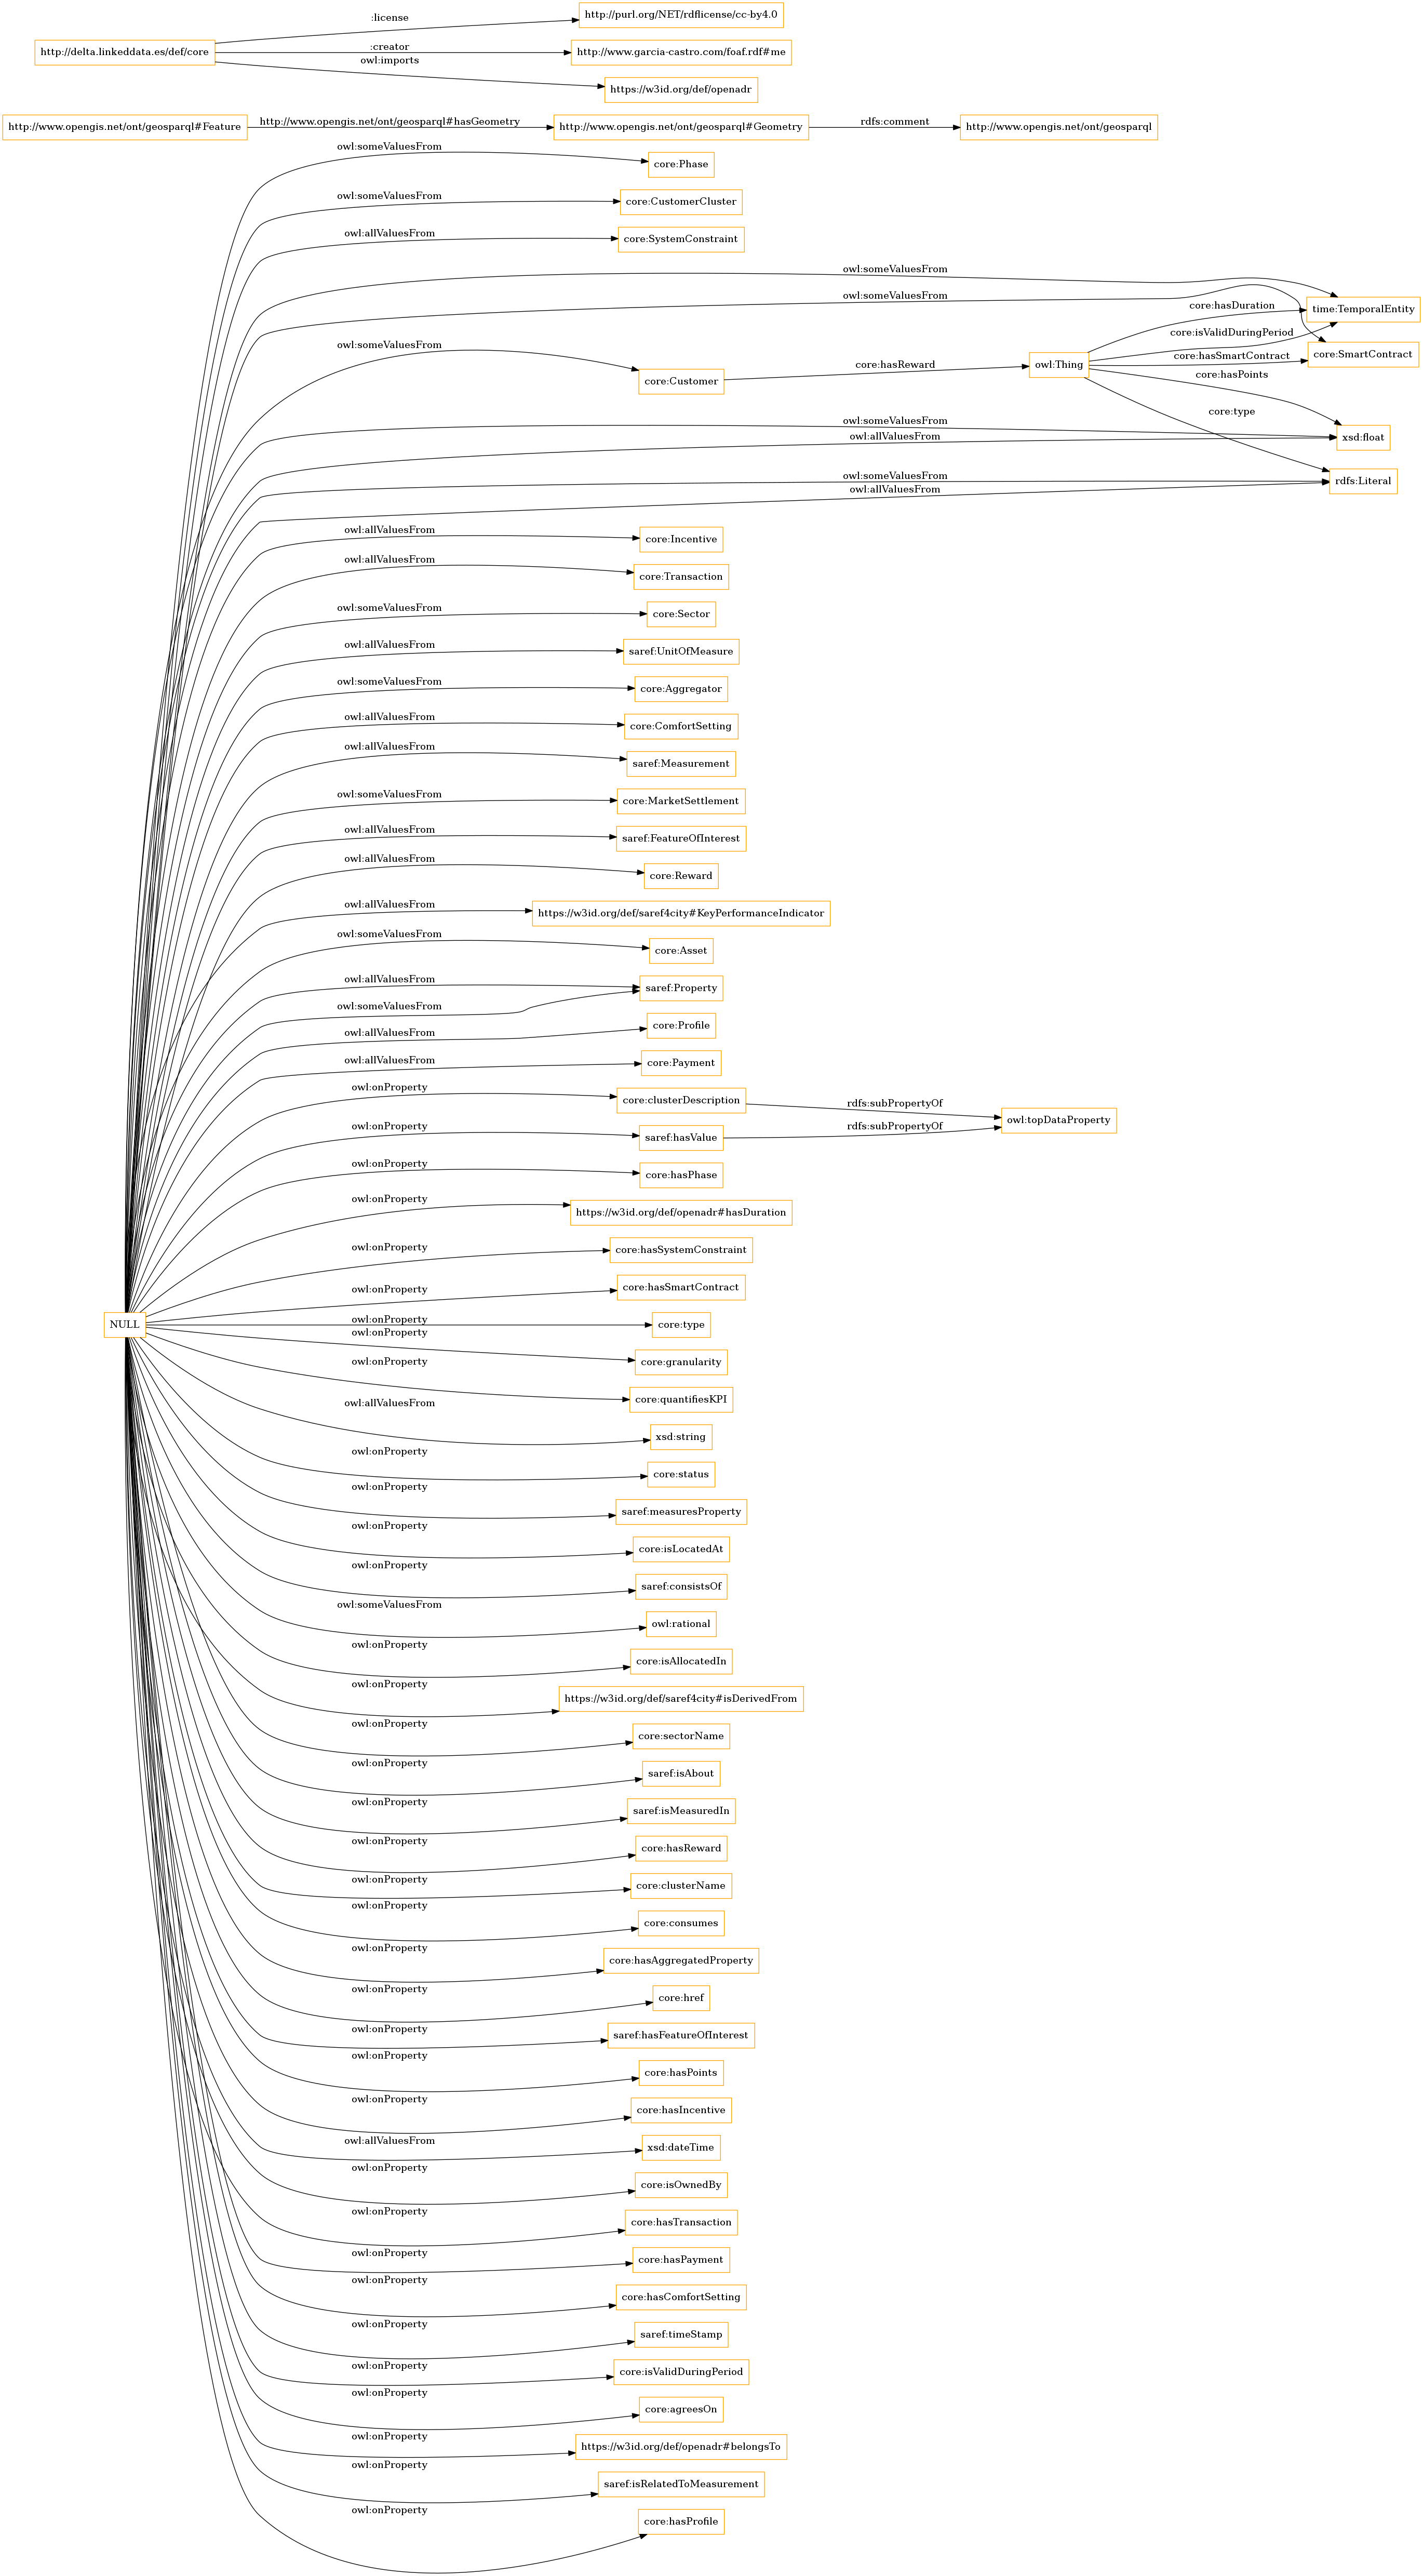 :license
http://purl.org/NET/rdflicense/cc-by4.0
http://delta.linkeddata.es/def/core
:creator
http://www.garcia-castro.com/foaf.rdf#me
owl:imports
https://w3id.org/def/openadr
http://www.opengis.net/ont/geosparql#Feature
http://www.opengis.net/ont/geosparql#hasGeometry
http://www.opengis.net/ont/geosparql#Geometry
rdfs:comment
http://www.opengis.net/ont/geosparql
owl:someValuesFrom
core:Phase
owl:someValuesFrom
core:CustomerCluster
owl:allValuesFrom
core:SystemConstraint
owl:someValuesFrom
time:TemporalEntity
owl:someValuesFrom
core:hasDuration
core:isValidDuringPeriod
core:SmartContract
owl:someValuesFrom
core:Customer
core:hasReward
owl:Thing
core:hasSmartContract
core:hasPoints
core:type
owl:someValuesFrom
owl:allValuesFrom
xsd:float
owl:someValuesFrom
owl:allValuesFrom
rdfs:Literal
owl:allValuesFrom
core:Incentive
owl:allValuesFrom
core:Transaction
owl:someValuesFrom
core:Sector
owl:allValuesFrom
saref:UnitOfMeasure
owl:someValuesFrom
core:Aggregator
owl:allValuesFrom
core:ComfortSetting
owl:allValuesFrom
saref:Measurement
owl:someValuesFrom
core:MarketSettlement
owl:allValuesFrom
saref:FeatureOfInterest
owl:allValuesFrom
core:Reward
owl:allValuesFrom
https://w3id.org/def/saref4city#KeyPerformanceIndicator
owl:someValuesFrom
core:Asset
owl:allValuesFrom
saref:Property
owl:someValuesFrom
owl:allValuesFrom
core:Profile
owl:allValuesFrom
core:Payment
owl:onProperty
core:clusterDescription
rdfs:subPropertyOf
owl:topDataProperty
owl:onProperty
saref:hasValue
rdfs:subPropertyOf
owl:onProperty
core:hasPhase
owl:onProperty
https://w3id.org/def/openadr#hasDuration
owl:onProperty
core:hasSystemConstraint
owl:onProperty
core:hasSmartContract
NULL
owl:onProperty
core:type
owl:onProperty
core:granularity
owl:onProperty
core:quantifiesKPI
owl:allValuesFrom
xsd:string
owl:onProperty
core:status
owl:onProperty
saref:measuresProperty
owl:onProperty
core:isLocatedAt
owl:onProperty
saref:consistsOf
owl:someValuesFrom
owl:rational
owl:onProperty
core:isAllocatedIn
owl:onProperty
https://w3id.org/def/saref4city#isDerivedFrom
owl:onProperty
core:sectorName
owl:onProperty
saref:isAbout
owl:onProperty
saref:isMeasuredIn
owl:onProperty
core:hasReward
owl:onProperty
core:clusterName
owl:onProperty
core:consumes
owl:onProperty
core:hasAggregatedProperty
owl:onProperty
core:href
owl:onProperty
saref:hasFeatureOfInterest
owl:onProperty
core:hasPoints
owl:onProperty
core:hasIncentive
owl:allValuesFrom
xsd:dateTime
owl:onProperty
core:isOwnedBy
owl:onProperty
core:hasTransaction
owl:onProperty
core:hasPayment
owl:onProperty
core:hasComfortSetting
owl:onProperty
saref:timeStamp
owl:onProperty
core:isValidDuringPeriod
owl:onProperty
core:agreesOn
owl:onProperty
https://w3id.org/def/openadr#belongsTo
owl:onProperty
saref:isRelatedToMeasurement
owl:onProperty
core:hasProfile